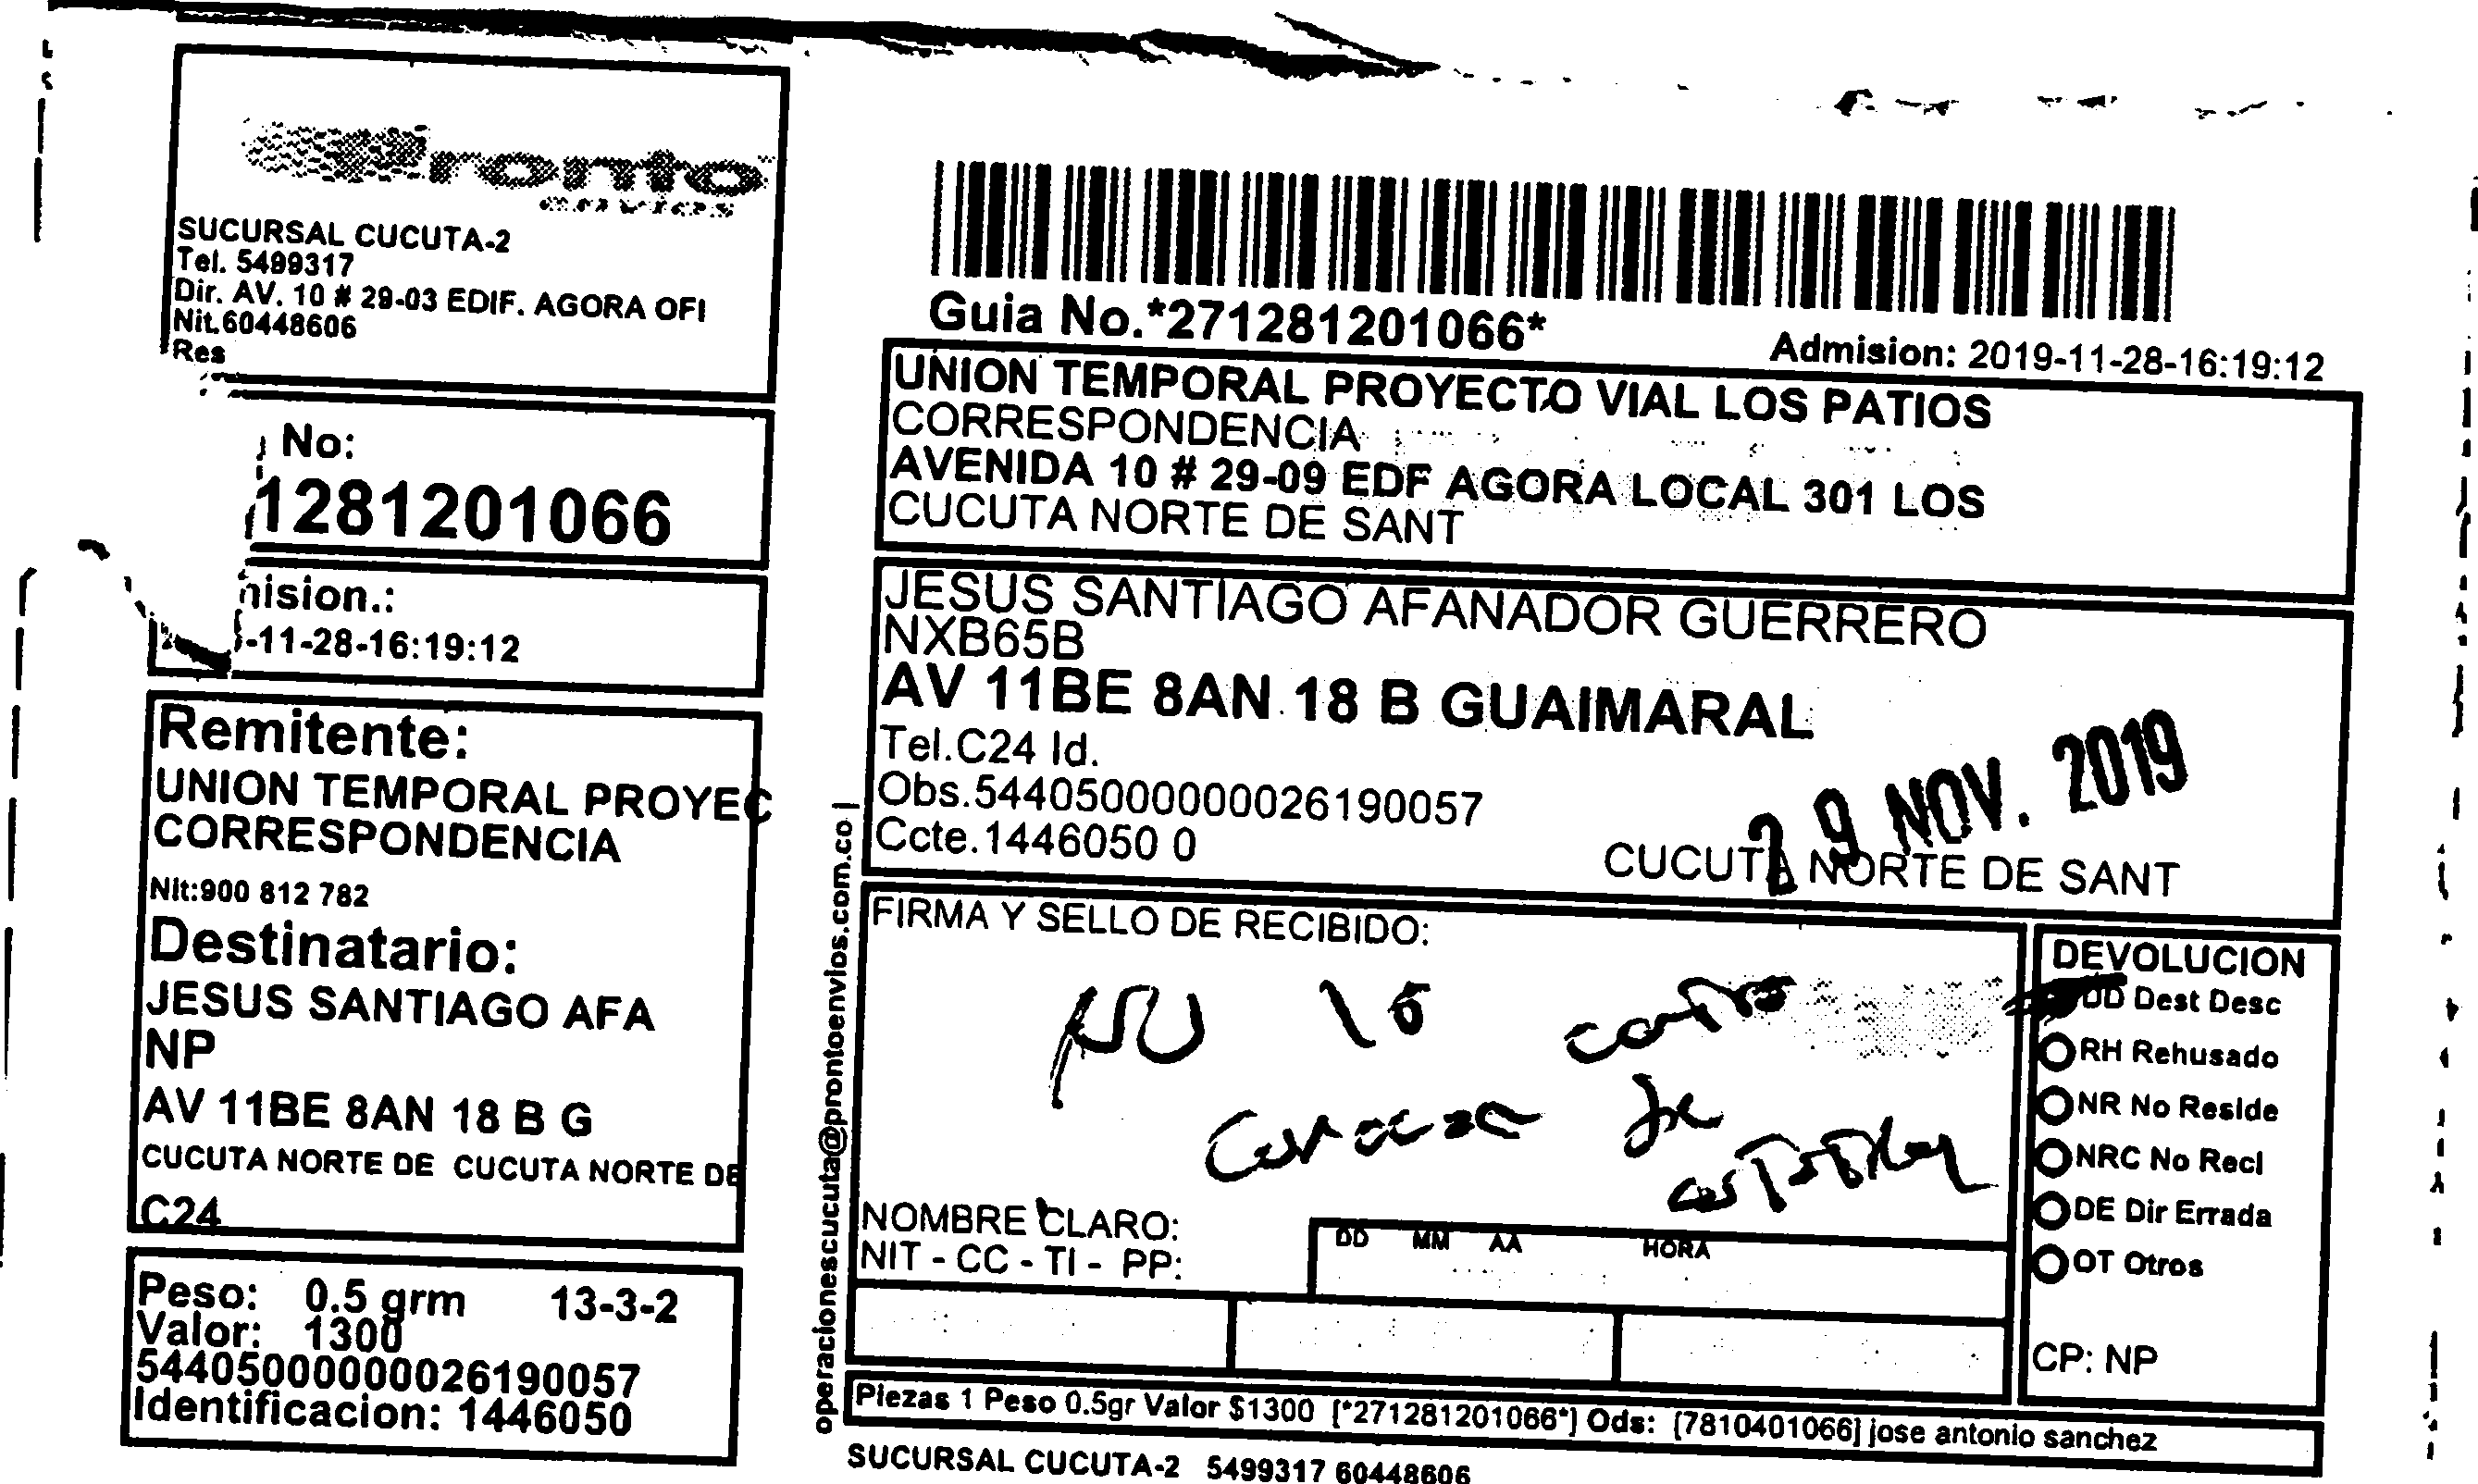 Pronto
envios
SUCURSAL CUCUTA-2
Tel. 5499317
Dir. AV. 10 # 29-03 EDIF. AGORA OFI
Nit.60448606
Res
No:
1281201066
nision.:
-11-28-16:19:12
Remitente:
UNION TEMPORAL PROYEC
CORRESPONDENCIA
Nit:900 812 782
Destinatario:
JESUS SANTIAGO AFA
NP
AV 11BE 8AN 18 B G
CUCUTA NORTE DE CUCUTA NORTE DE
C24
Peso: 0.5 grm 13-3-2
Valor: 1300
54405000000026190057
Identificacion: 1446050
operacionescucuta@prontoenvios.com.co |
Guia No.*271281201066*
Admision: 2019-11-28-16:19:12
UNION TEMPORAL PROYECTO VIAL LOS PATIOS
CORRESPONDENCIA
AVENIDA 10 # 29-09 EDF AGORA LOCAL 301 LOS
CUCUTA NORTE DE SANT
JESUS SANTIAGO AFANADOR GUERRERO
NXB65B
AV 11BE 8AN 18 B GUAIMARAL
Tel.C24 Id.
Obs.54405000000026190057
Ccte.1446050 0
29 NOV. 2019
CUCUTA NORTE DE SANT
FIRMA Y SELLO DE RECIBIDO:
NOMBRE CLARO:
NIT - CC - TI - PP:
DD MM AA HORA
DEVOLUCION
DD Dest Desc
RH Rehusado
NR No Reside
NRC No Recl
DE Dir Errada
OT Otros
CP: NP
Piezas 1 Peso 0.5gr Valor $1300 [*271281201066*] Ods: [7810401066] jose antonio sanchez
SUCURSAL CUCUTA-2 5499317 60448606